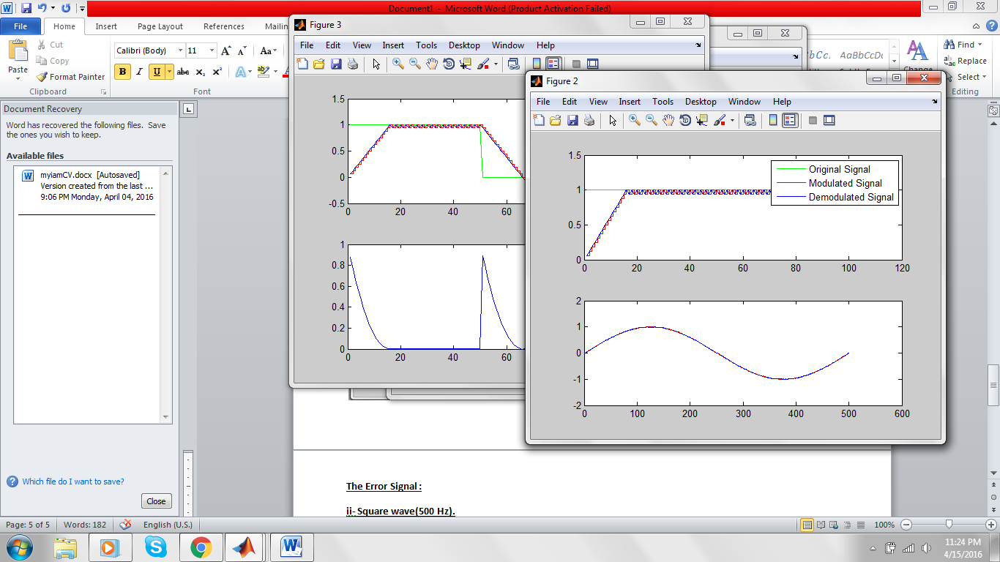 Document1 - Microsoft Word (Product Activation Failed)
File Home Insert Page Layout References Mailin
Paste
Cut
Copy
Format Painter
Clipboard
Calibri (Body) 11 A A Aa
B I U abc x₂ x² A ab
Font
AaBbCcDc
Change
Find
Replace
Select
Editing
Document Recovery
Word has recovered the following files. Save
the ones you wish to keep.
Available files
myiamCV.docx [Autosaved]
Version created from the last ...
9:06 PM Monday, April 04, 2016
Which file do I want to save?
Close
Figure 3
File Edit View Insert Tools Desktop Window Help
1.5
1
0.5
0
-0.5
0 20 40 60
1
0.8
0.6
0.4
0.2
0
0 20 40 60
Figure 2
File Edit View Insert Tools Desktop Window Help
1.5
1
0.5
0
0 20 40 60 80 100 120
Original Signal
Modulated Signal
Demodulated Signal
2
1
0
-1
-2
0 100 200 300 400 500 600
The Error Signal :
ii- Square wave(500 Hz).
Page: 5 of 5 Words: 182 English (U.S.) 100%
11:24 PM
4/15/2016